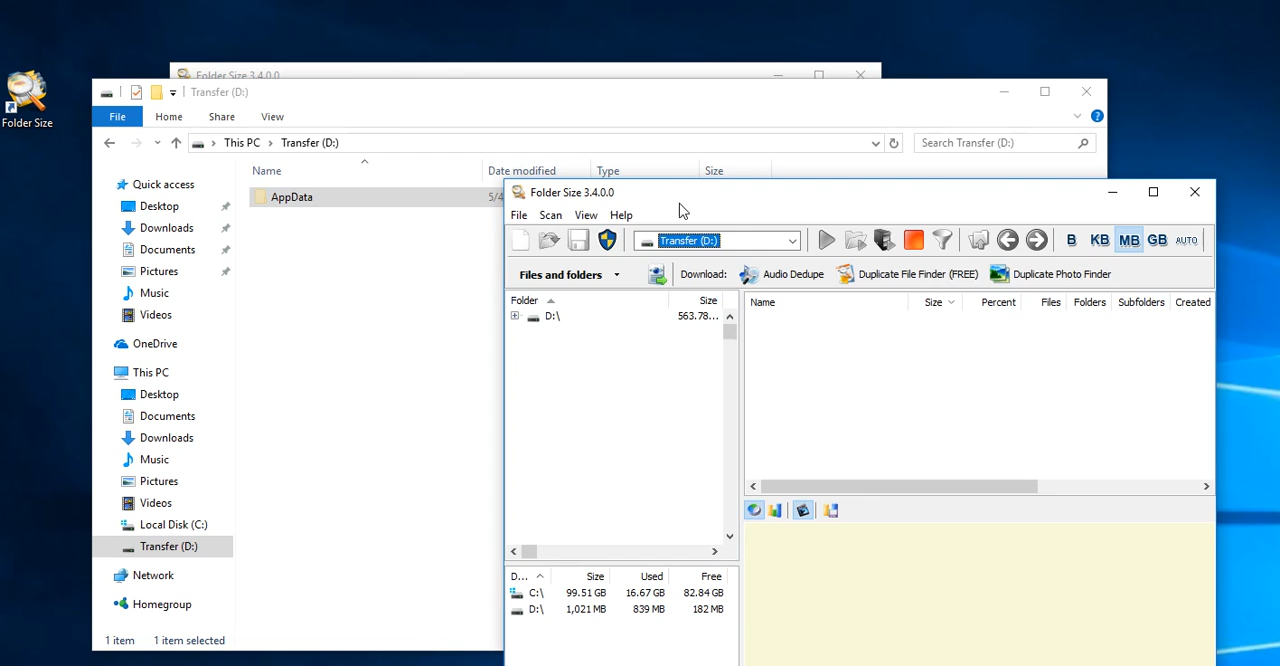 Folder Size
Folder Size 3.4.0.0
Transfer (D:)
File Home Share View
This PC > Transfer (D:)
Search Transfer (D:)
Name Date modified Type Size
AppData 5/4
Quick access
Desktop
Downloads
Documents
Pictures
Music
Videos
OneDrive
This PC
Desktop
Documents
Downloads
Music
Pictures
Videos
Local Disk (C:)
Transfer (D:)
Network
Homegroup
1 item 1 item selected
Folder Size 3.4.0.0
File Scan View Help
Transfer (D:) B KB MB GB AUTO
Files and folders Download: Audio Dedupe Duplicate File Finder (FREE) Duplicate Photo Finder
Folder Size
D:\ 563.78...
Name Size Percent Files Folders Subfolders Created
D... Size Used Free
C:\ 99.51 GB 16.67 GB 82.84 GB
D:\ 1,021 MB 839 MB 182 MB